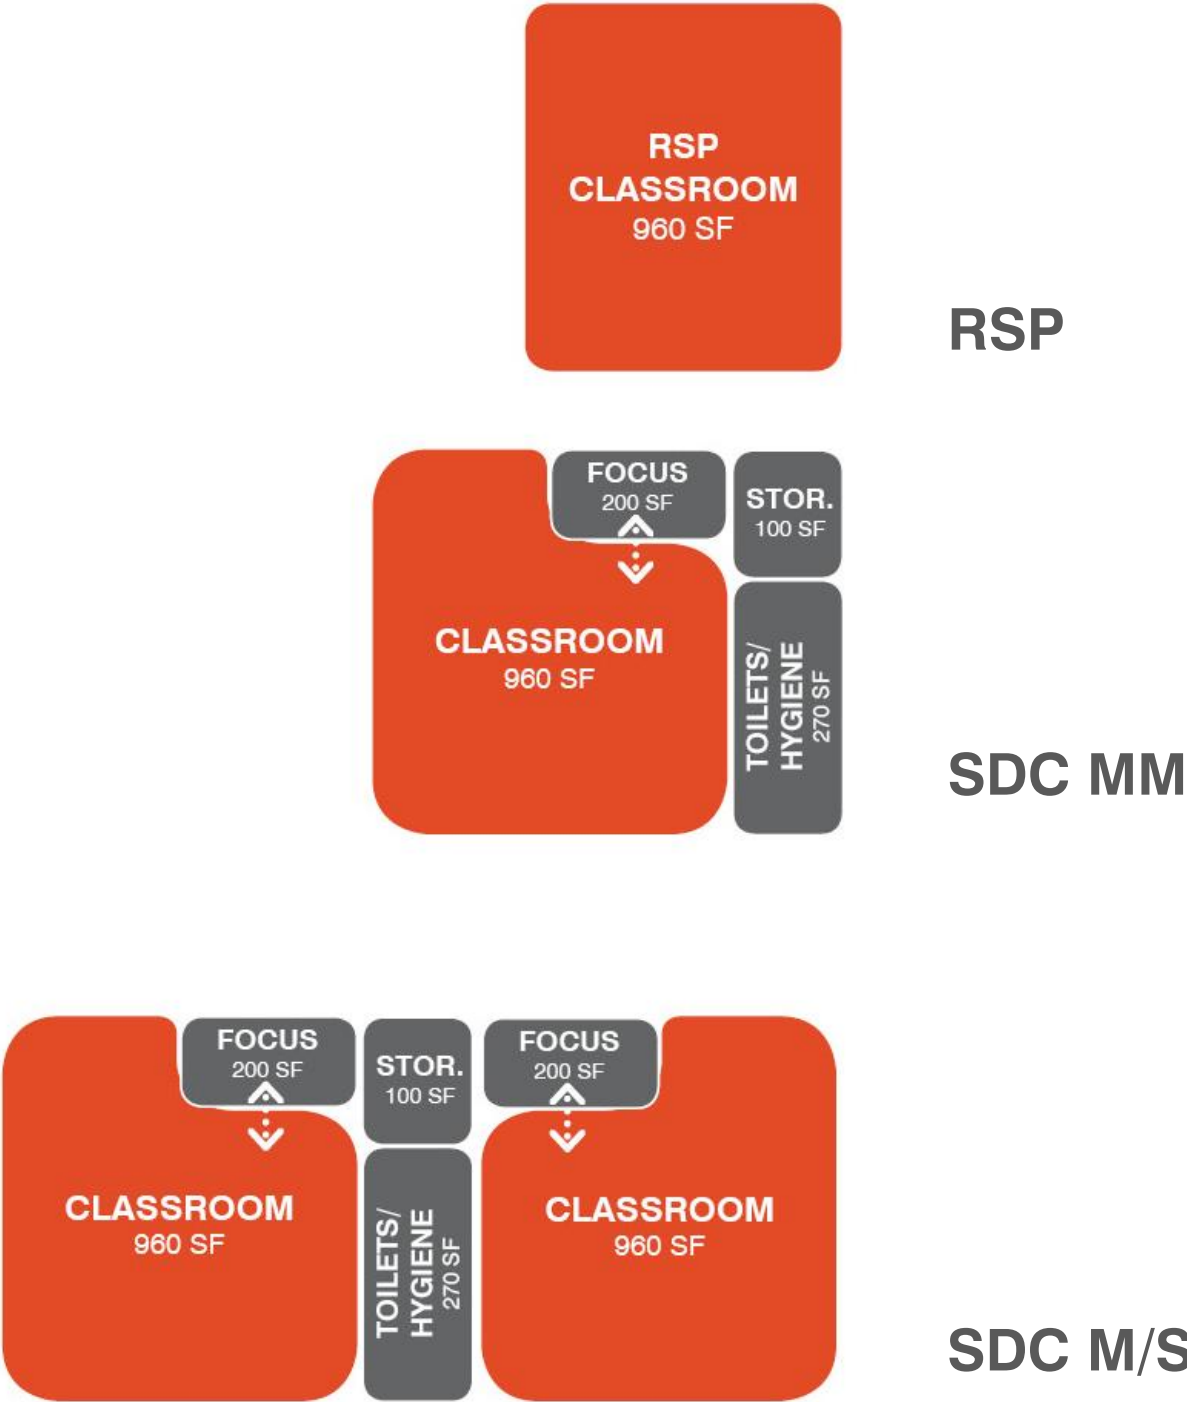 RSP
CLASSROOM
960 SF
RSP
FOCUS
200 SF
STOR.
100 SF
CLASSROOM
960 SF
TOILETS/
HYGIENE
270 SF
SDC MM
FOCUS
200 SF
STOR.
100 SF
FOCUS
200 SF
CLASSROOM
960 SF
TOILETS/
HYGIENE
270 SF
CLASSROOM
960 SF
SDC M/S